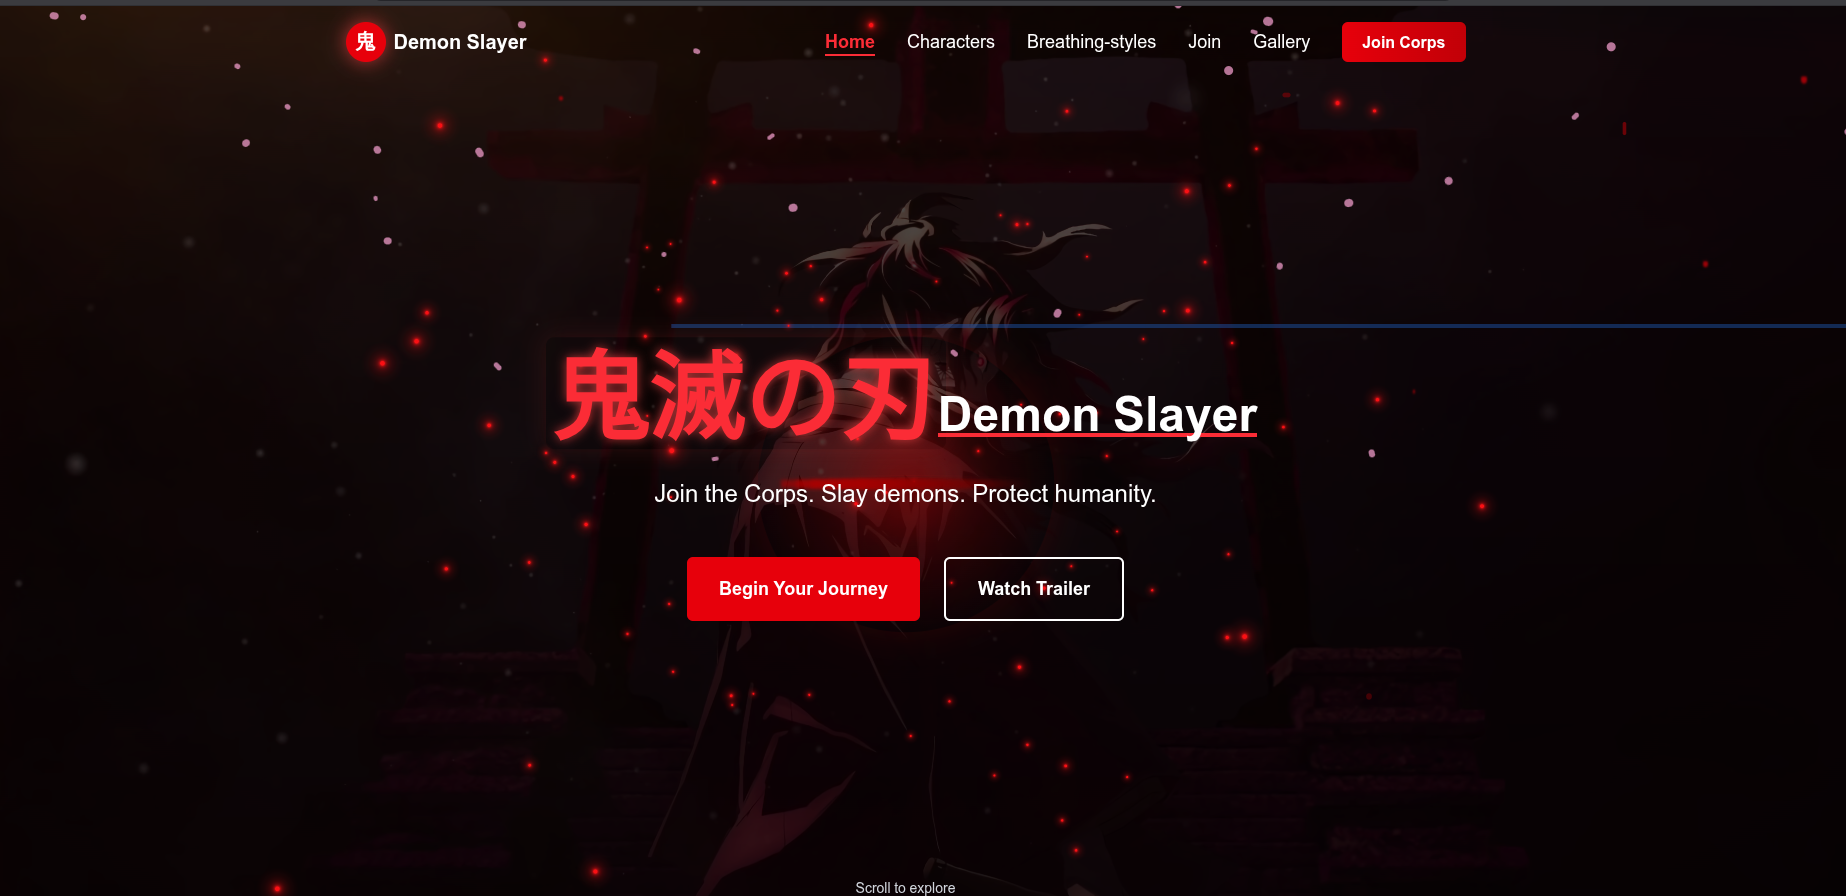 鬼 Demon Slayer
Home Characters Breathing-styles Join Gallery Join Corps
鬼滅の刃 Demon Slayer
Join the Corps. Slay demons. Protect humanity.
Begin Your Journey Watch Trailer
Scroll to explore